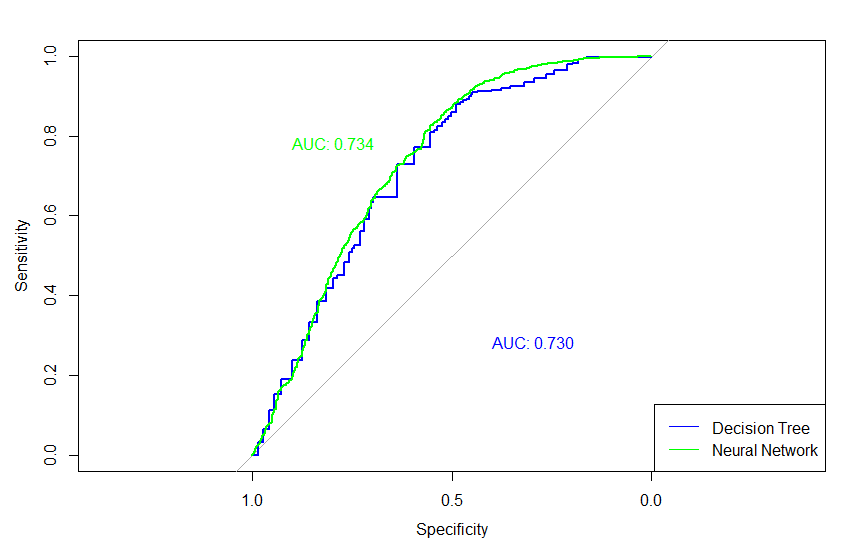 Sensitivity
1.0
0.8
0.6
0.4
0.2
0.0
AUC: 0.734
AUC: 0.730
Decision Tree
Neural Network
1.0
0.5
0.0
Specificity